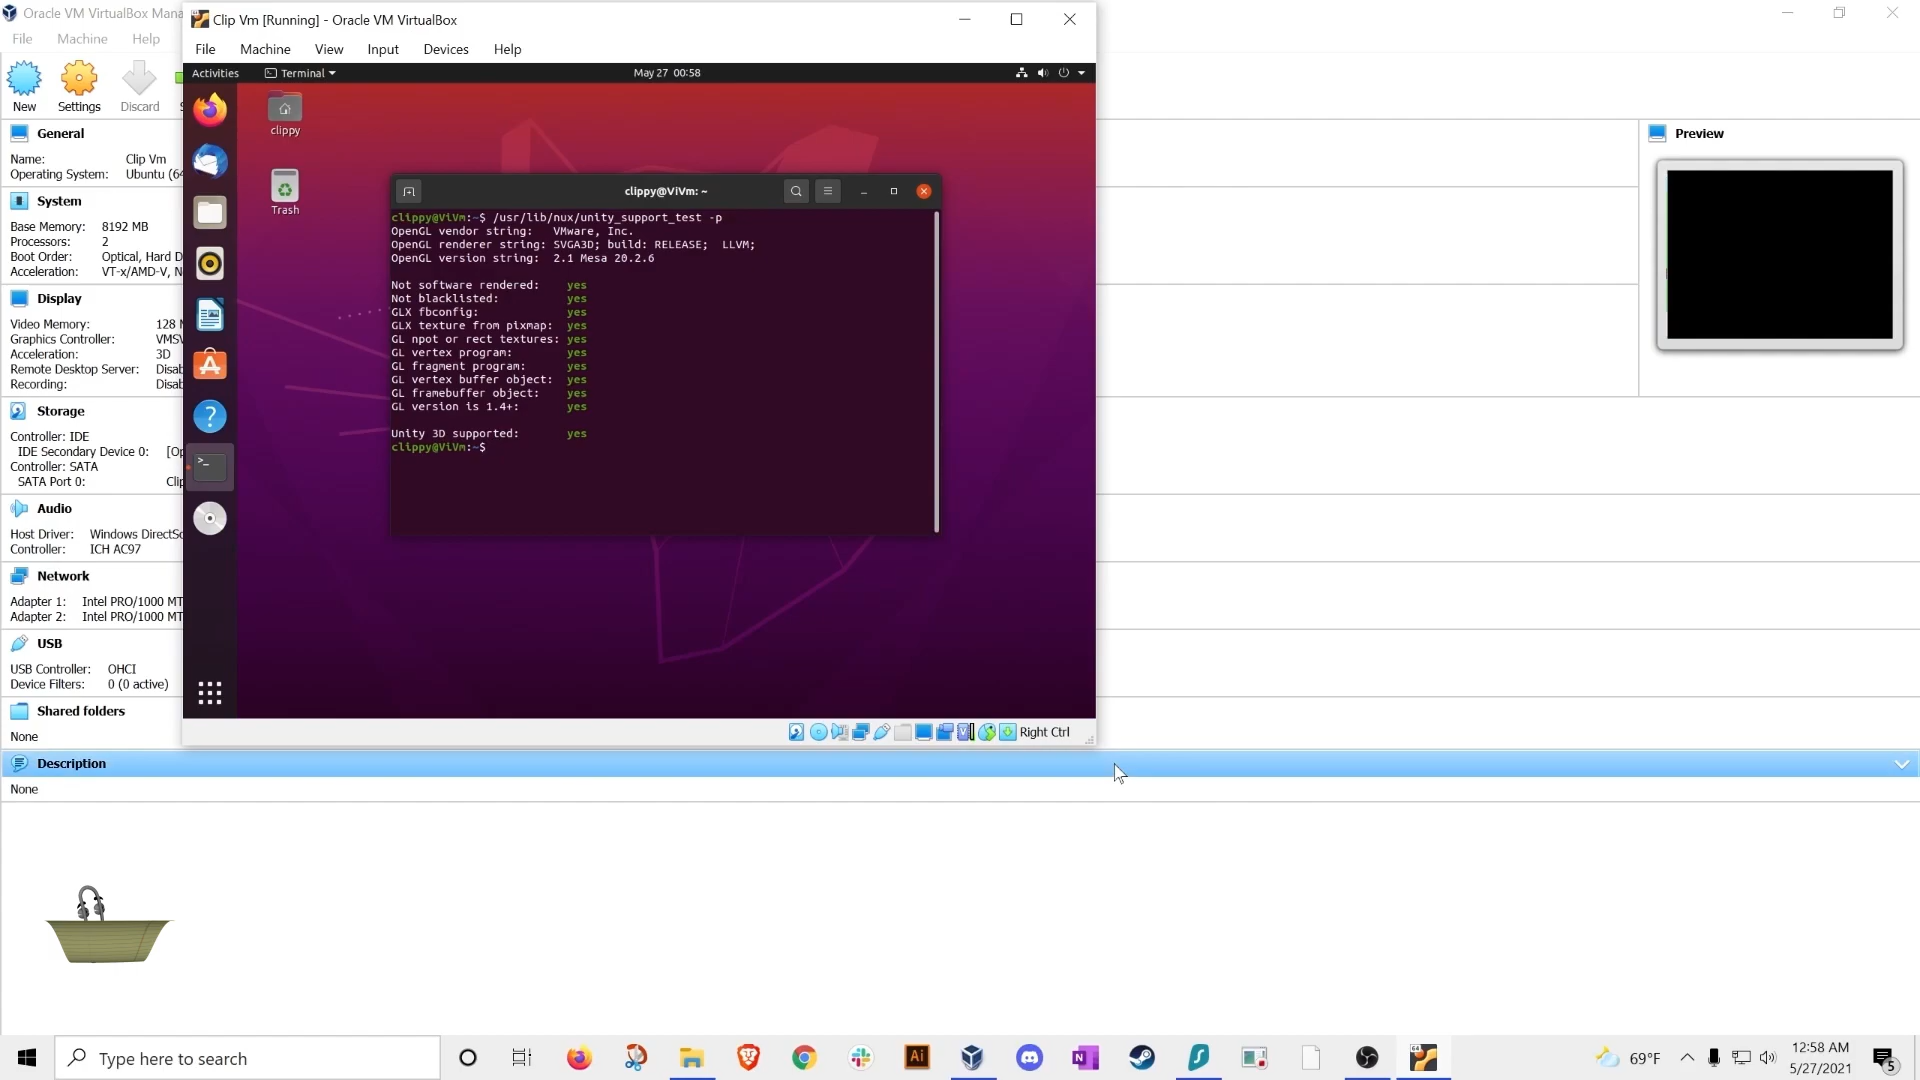 Oracle VM VirtualBox Mana
File Machine Help
New Settings Discard S
General
Name: Clip Vm
Operating System: Ubuntu (64
System
Base Memory: 8192 MB
Processors: 2
Boot Order: Optical, Hard D
Acceleration: VT-x/AMD-V, N
Display
Video Memory: 128 M
Graphics Controller: VMSV
Acceleration: 3D
Remote Desktop Server: Disab
Recording: Disab
Storage
Controller: IDE
IDE Secondary Device 0: [Op
Controller: SATA
SATA Port 0: Clip
Audio
Host Driver: Windows DirectSo
Controller: ICH AC97
Network
Adapter 1: Intel PRO/1000 MT
Adapter 2: Intel PRO/1000 MT
USB
USB Controller: OHCI
Device Filters: 0 (0 active)
Shared folders
None
Description
None
Preview
Clip Vm [Running] - Oracle VM VirtualBox
File Machine View Input Devices Help
Activities Terminal May 27 00:58
clippy
Trash
clippy@ViVm: ~
clippy@ViVm:~$ /usr/lib/nux/unity_support_test -p
OpenGL vendor string: VMware, Inc.
OpenGL renderer string: SVGA3D; build: RELEASE; LLVM;
OpenGL version string: 2.1 Mesa 20.2.6
Not software rendered: yes
Not blacklisted: yes
GLX fbconfig: yes
GLX texture from pixmap: yes
GL npot or rect textures: yes
GL vertex program: yes
GL fragment program: yes
GL vertex buffer object: yes
GL framebuffer object: yes
GL version is 1.4+: yes
Unity 3D supported: yes
clippy@ViVm:~$
Right Ctrl
Type here to search
Ai
69°F
12:58 AM
5/27/2021
5